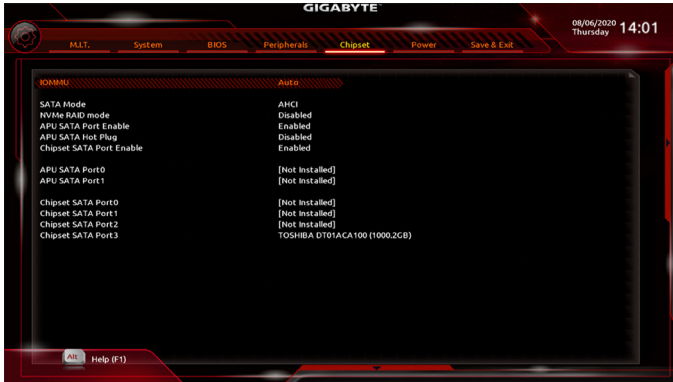 GIGABYTE™
08/06/2020 Thursday 14:01
M.I.T. System BIOS Peripherals Chipset Power Save & Exit
IOMMU Auto
SATA Mode AHCI
NVMe RAID mode Disabled
APU SATA Port Enable Enabled
APU SATA Hot Plug Disabled
Chipset SATA Port Enable Enabled
APU SATA Port0 [Not Installed]
APU SATA Port1 [Not Installed]
Chipset SATA Port0 [Not Installed]
Chipset SATA Port1 [Not Installed]
Chipset SATA Port2 [Not Installed]
Chipset SATA Port3 TOSHIBA DT01ACA100 (1000.2GB)
Alt Help (F1)